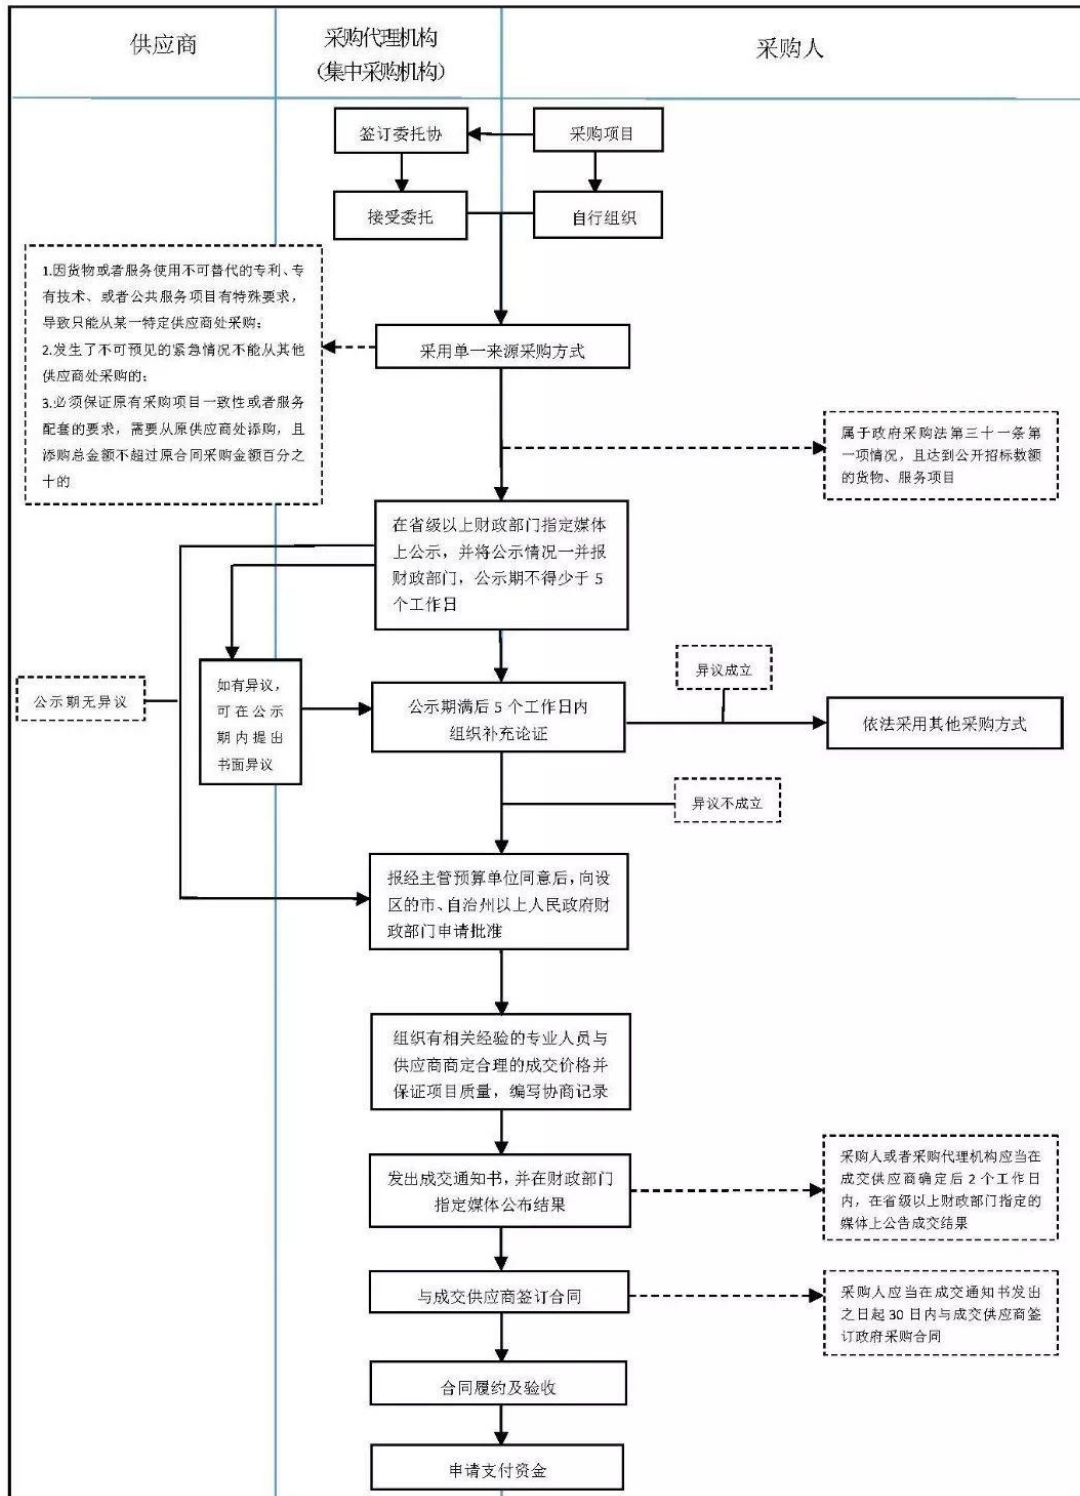 供应商
采购代理机构
(集中采购机构)
采购人
签订委托协
采购项目
接受委托
自行组织
1.因货物或者服务使用不可替代的专利、专
有技术、或者公共服务项目有特殊要求，
导致只能从某一特定供应商处采购;
2.发生了不可预见的紧急情况不能从其他
供应商处采购的;
3.必须保证原有采购项目一致性或者服务
配套的要求，需要从原供应商处添购，且
添购总金额不超过原合同采购金额百分之
十的
采用单一来源采购方式
属于政府采购法第三十一条第
一项情况，且达到公开招标数额
的货物、服务项目
在省级以上财政部门指定媒体
上公示，并将公示情况一并报
财政部门，公示期不得少于 5
个工作日
公示期无异议
如有异议，
可在公示
期内提出
书面异议
公示期满后 5 个工作日内
组织补充论证
异议成立
依法采用其他采购方式
异议不成立
报经主管预算单位同意后，向设
区的市、自治州以上人民政府财
政部门申请批准
组织有相关经验的专业人员与
供应商商定合理的成交价格并
保证项目质量，编写协商记录
发出成交通知书，并在财政部门
指定媒体公布结果
采购人或者采购代理机构应当在
成交供应商确定后 2 个工作日
内，在省级以上财政部门指定的
媒体上公告成交结果
与成交供应商签订合同
采购人应当在成交通知书发出
之日起 30 日内与成交供应商签
订政府采购合同
合同履约及验收
申请支付资金